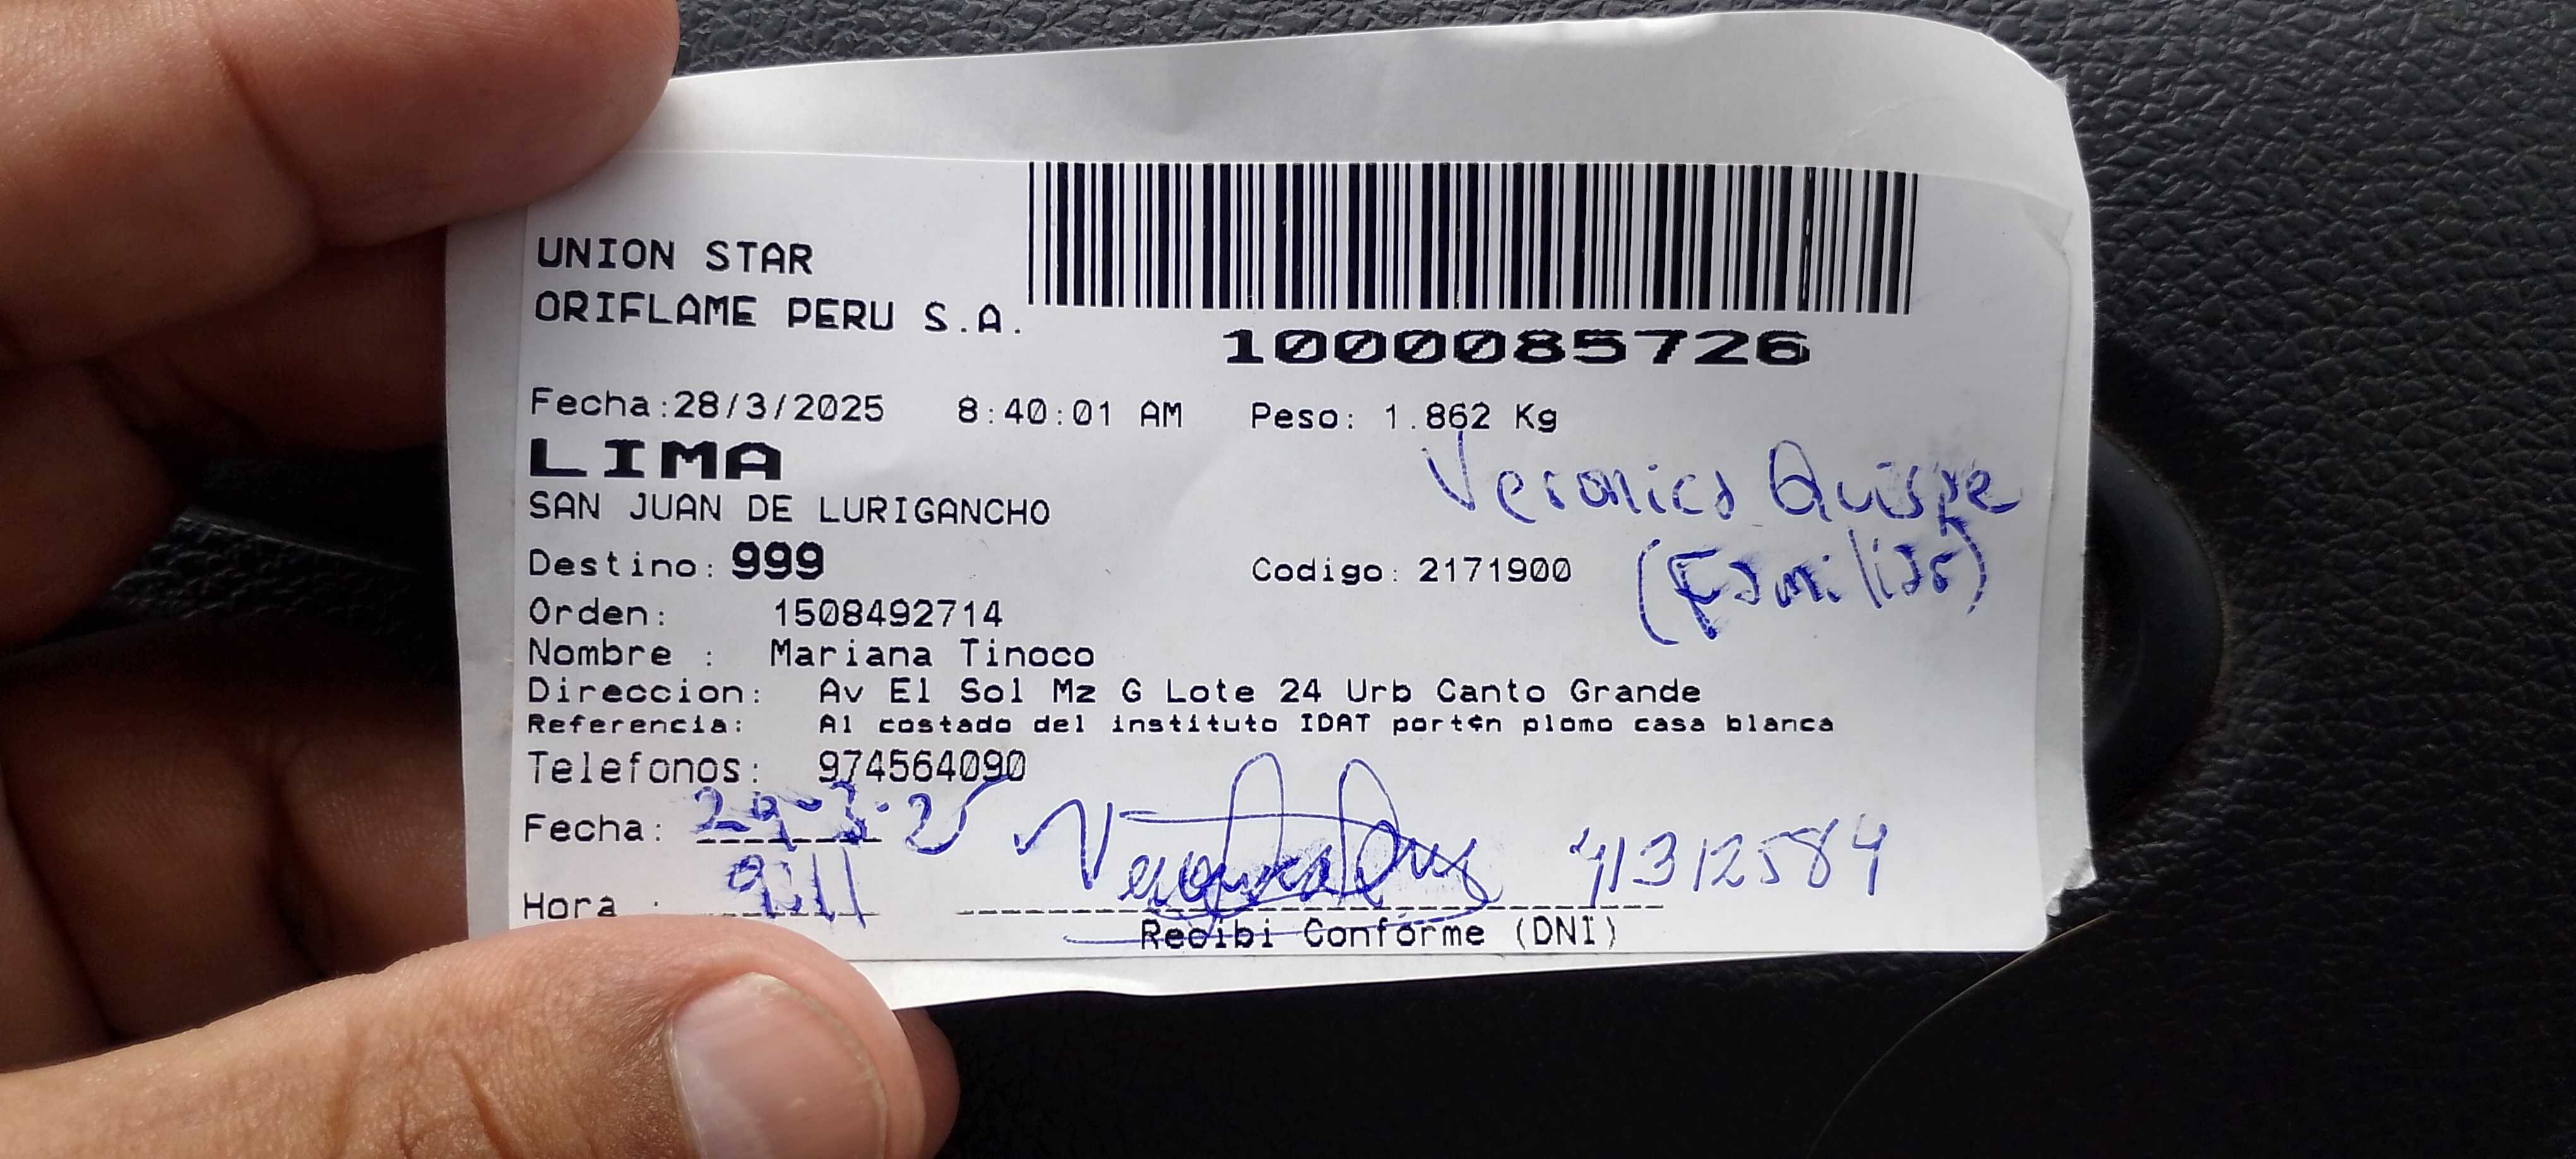 UNION STAR
ORIFLAME PERU S.A.
1000085726
Fecha:28/3/2025 8:40:01 AM Peso: 1.862 Kg
LIMA
Veronica Quispe
SAN JUAN DE LURIGANCHO
(Familiar)
Destino: 999 Codigo: 2171900
Orden: 1508492714
Nombre : Mariana Tinoco
Direccion: Av El Sol Mz G Lote 24 Urb Canto Grande
Referencia: Al costado del instituto IDAT port¢n plomo casa blanca
Telefonos: 974564090
Fecha: 29-3-25
Hora : 9:11 41312584
Recibi Conforme (DNI)